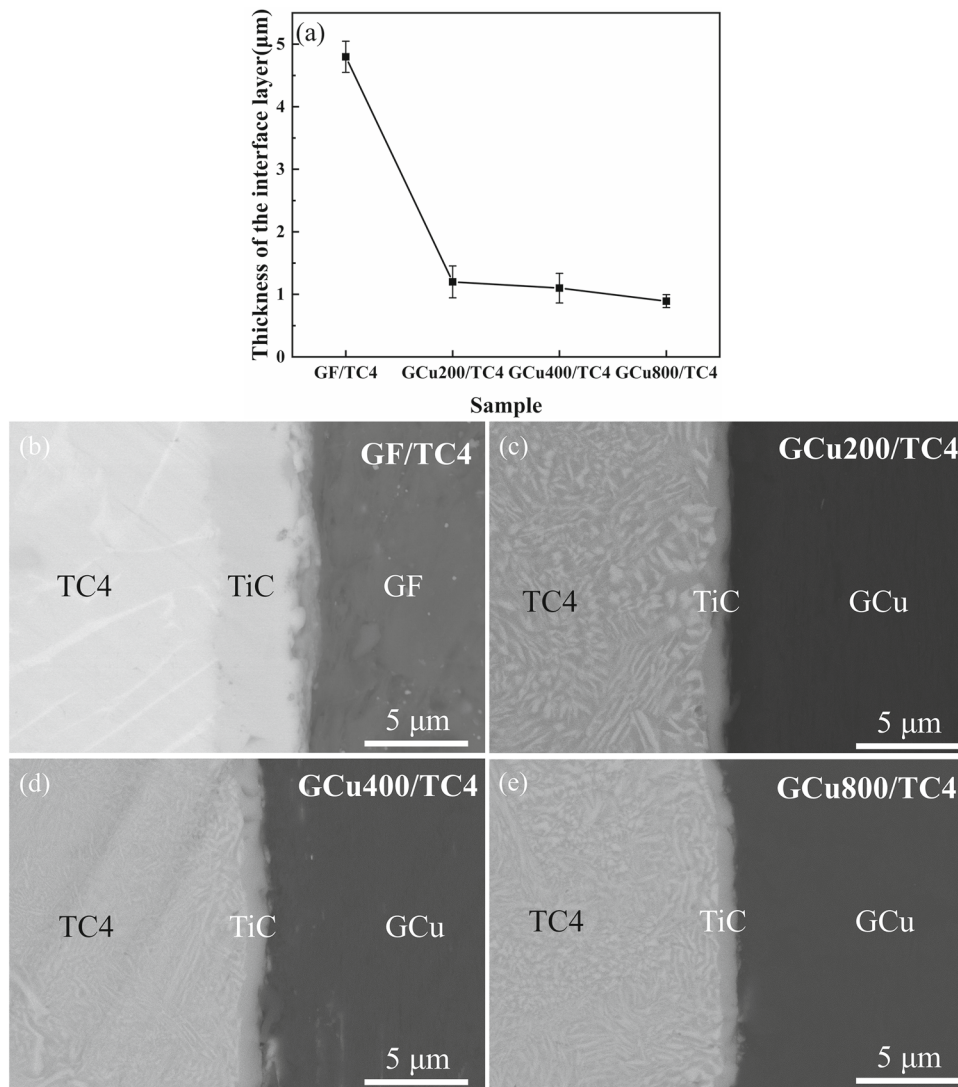 (a)
Thickness of the interface layer(μm)
5
4
3
2
1
0
GF/TC4 GCu200/TC4 GCu400/TC4 GCu800/TC4
Sample
(b)
GF/TC4
TC4 TiC GF
5 μm
(c)
GCu200/TC4
TC4 TiC GCu
5 μm
(d)
GCu400/TC4
TC4 TiC GCu
5 μm
(e)
GCu800/TC4
TC4 TiC GCu
5 μm